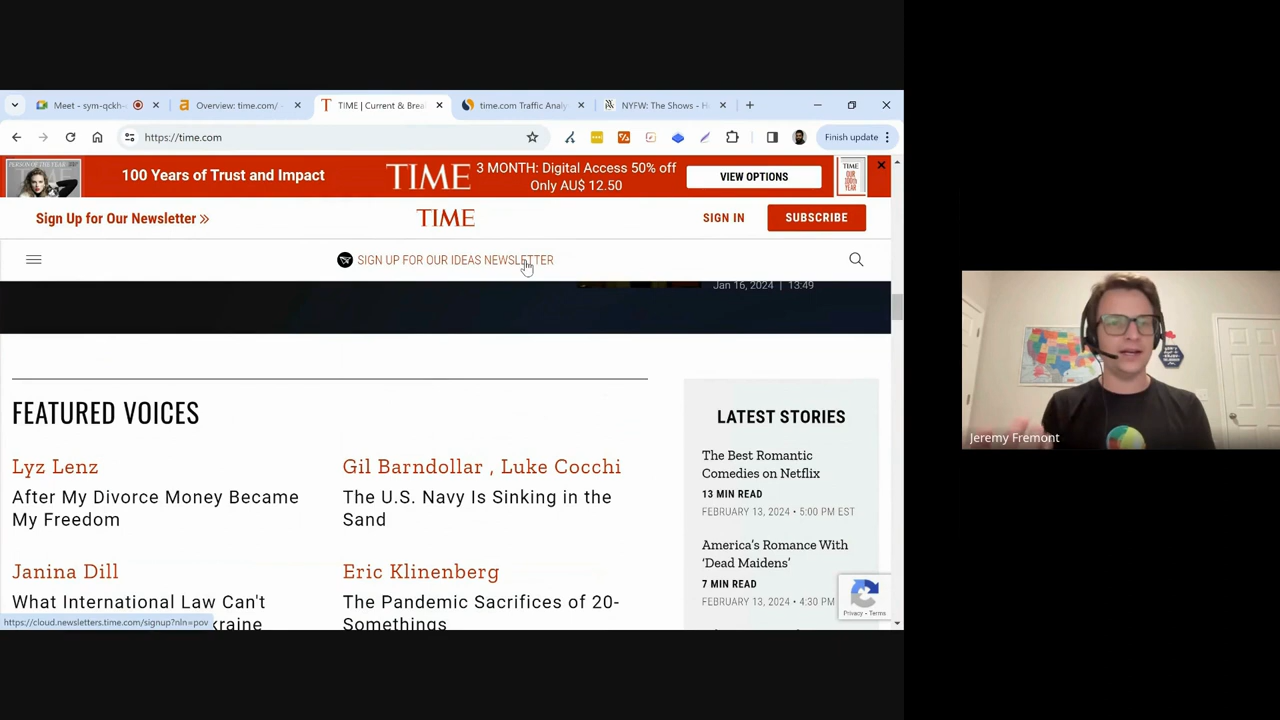 Meet - sym-qckh-
Overview: time.com/
TIME | Current & Brea
time.com Traffic Analy
NYFW: The Shows - H
https://time.com
Finish update
100 Years of Trust and Impact
TIME
3 MONTH: Digital Access 50% off
Only AU$ 12.50
VIEW OPTIONS
Sign Up for Our Newsletter »
TIME
SIGN IN
SUBSCRIBE
SIGN UP FOR OUR IDEAS NEWSLETTER
Jan 16, 2024 | 13:49
FEATURED VOICES
Lyz Lenz
After My Divorce Money Became
My Freedom
Gil Barndollar , Luke Cocchi
The U.S. Navy Is Sinking in the
Sand
Janina Dill
What International Law Can't
kraine
Eric Klinenberg
The Pandemic Sacrifices of 20-
Somethings
LATEST STORIES
The Best Romantic
Comedies on Netflix
13 MIN READ
FEBRUARY 13, 2024 • 5:00 PM EST
America's Romance With
'Dead Maidens'
7 MIN READ
FEBRUARY 13, 2024 • 4:30 PM
Privacy - Terms
https://cloud.newsletters.time.com/signup?nln=pov
Jeremy Fremont